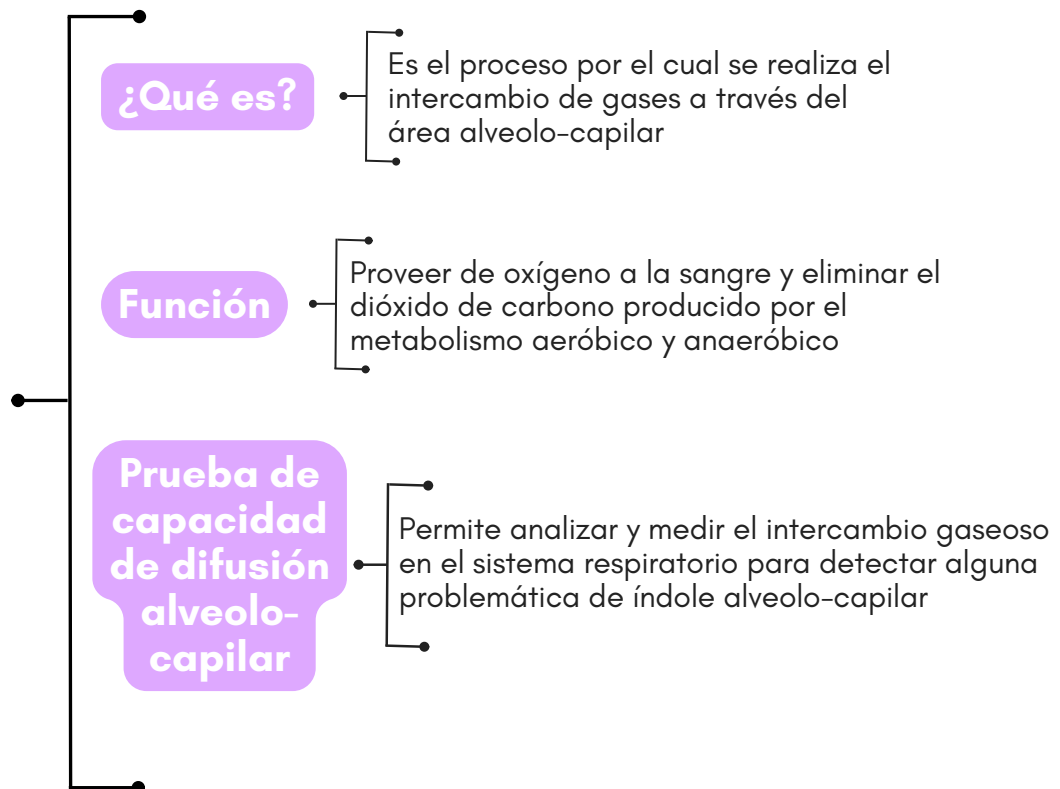 ¿Qué es?
Es el proceso por el cual se realiza el
intercambio de gases a través del
área alveolo-capilar
Función
Proveer de oxígeno a la sangre y eliminar el
dióxido de carbono producido por el
metabolismo aeróbico y anaeróbico
Prueba de
capacidad
de difusión
alveolo-
capilar
Permite analizar y medir el intercambio gaseoso
en el sistema respiratorio para detectar alguna
problemática de índole alveolo-capilar